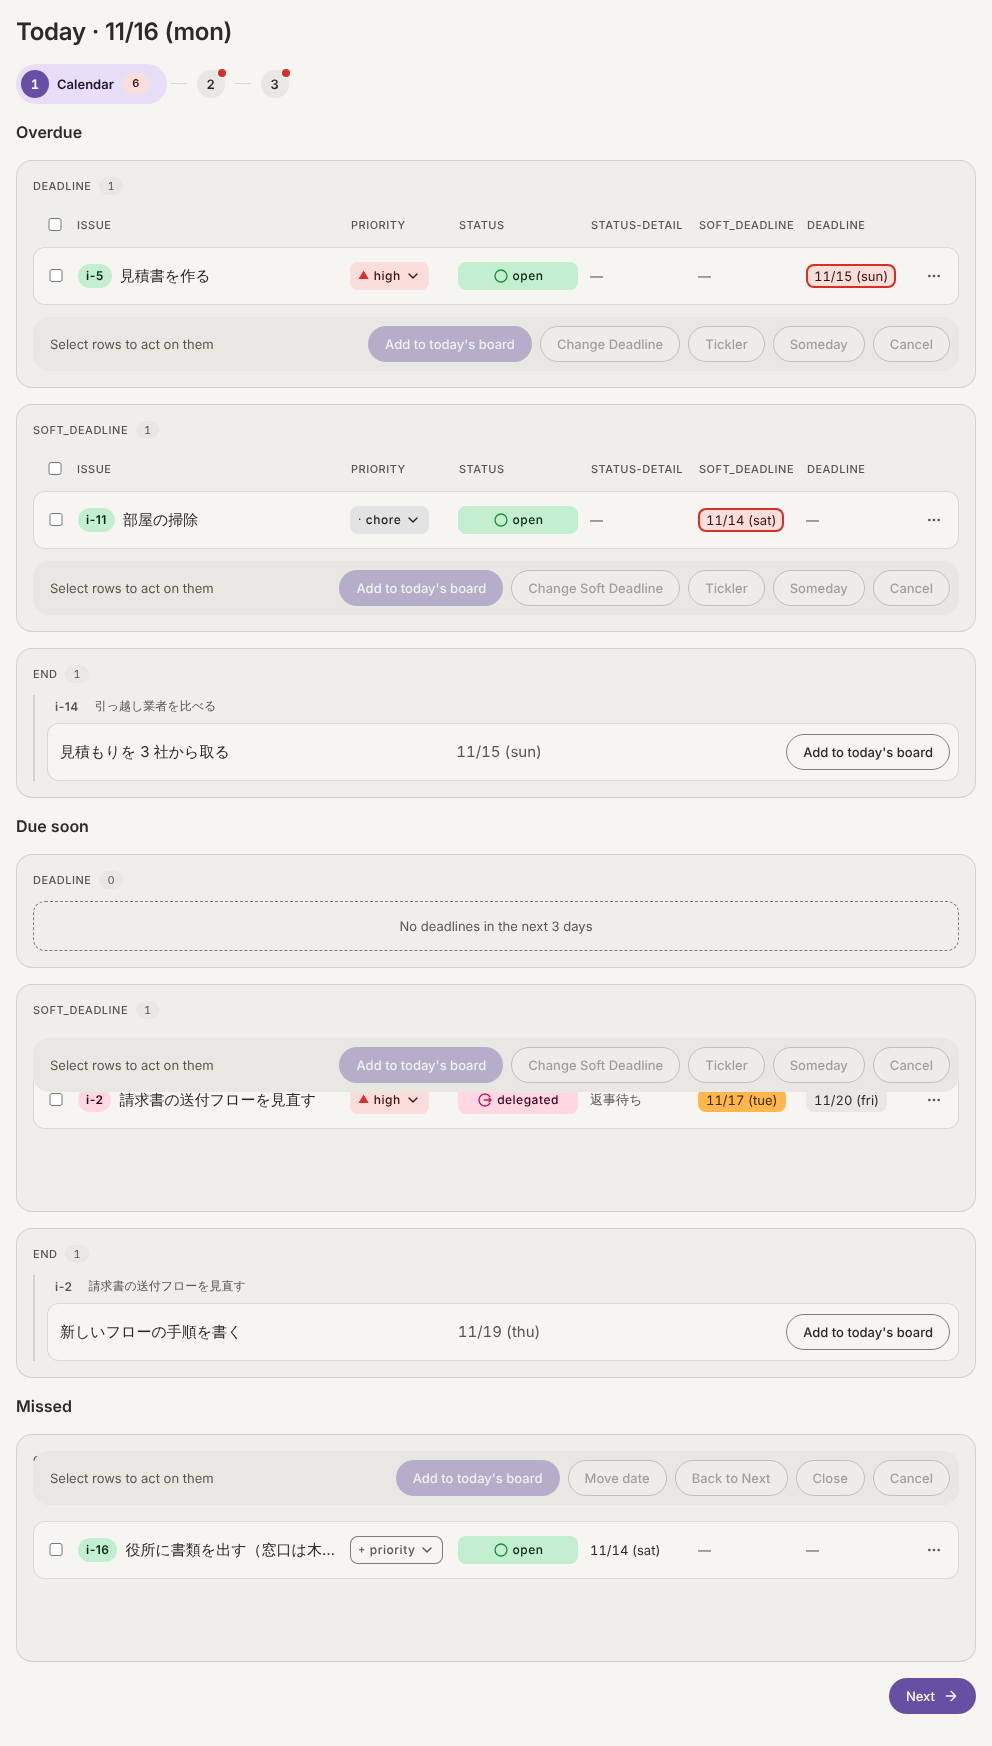 Today · 11/16 (mon)
1 Calendar 6 2 3
Overdue
DEADLINE 1
ISSUE PRIORITY STATUS STATUS-DETAIL SOFT_DEADLINE DEADLINE
i-5 見積書を作る high open — — 11/15 (sun) ···
Select rows to act on them Add to today's board Change Deadline Tickler Someday Cancel
SOFT_DEADLINE 1
ISSUE PRIORITY STATUS STATUS-DETAIL SOFT_DEADLINE DEADLINE
i-11 部屋の掃除 · chore open — 11/14 (sat) — ···
Select rows to act on them Add to today's board Change Soft Deadline Tickler Someday Cancel
END 1
i-14 引っ越し業者を比べる
見積もりを 3 社から取る 11/15 (sun) Add to today's board
Due soon
DEADLINE 0
No deadlines in the next 3 days
SOFT_DEADLINE 1
Select rows to act on them Add to today's board Change Soft Deadline Tickler Someday Cancel
i-2 請求書の送付フローを見直す high delegated 返事待ち 11/17 (tue) 11/20 (fri) ···
END 1
i-2 請求書の送付フローを見直す
新しいフローの手順を書く 11/19 (thu) Add to today's board
Missed
Select rows to act on them Add to today's board Move date Back to Next Close Cancel
i-16 役所に書類を出す（窓口は木… + priority open 11/14 (sat) — — ···
Next →